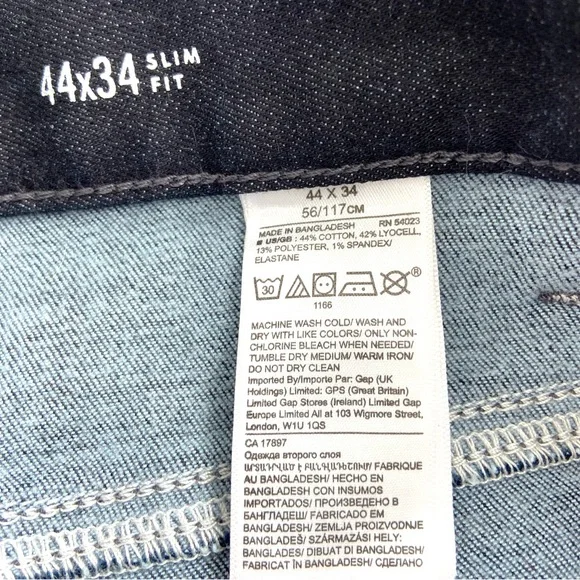 44x34 SLIM
FIT
44 X 34
56/117CM
MADE IN BANGLADESH RN 54023
US/GB : 44% COTTON, 42% LYOCELL,
13% POLYESTER, 1% SPANDEX/
ELASTANE
30 ®
1166
MACHINE WASH COLD/ WASH AND
DRY WITH LIKE COLORS/ ONLY NON-
CHLORINE BLEACH WHEN NEEDED/
TUMBLE DRY MEDIUM/ WARM IRON/
DO NOT DRY CLEAN
Imported By/Importe Par: Gap (UK
Holdings) Limited: GPS (Great Britain)
Limited Gap Stores (Ireland) Limited Gap
Europe Limited All at 103 Wigmore Street,
London, W1U 1QS
CA 17897
Одежда второго слоя
ԱՐՏԱԴՐՎԱԾ Է ԲԱՆԳԼԱԴԵՇՈՒՄ/ FABRIQUE
AU BANGLADESH/ HECHO EN
BANGLADESH CON INSUMOS
IMPORTADOS/ ПРОИЗВЕДЕНО В
БАНГЛАДЕШ/ FABRICADO EM
BANGLADESH/ ZEMLJA PROIZVODNJE
BANGLADEŠ/ SZÁRMAZÁSI HELY:
BANGLADES/ DIBUAT DI BANGLADESH/
FABRICAT ÎN BANGLADESH/ СДЕЛАНО